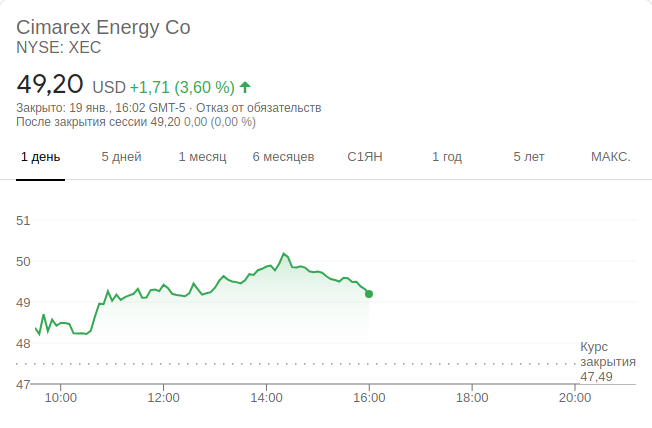 Cimarex Energy Co
NYSE: XEC
49,20 USD +1,71 (3,60 %)
Закрыто: 19 янв., 16:02 GMT-5 · Отказ от обязательств
После закрытия сессии 49,20 0,00 (0,00 %)
1 день 5 дней 1 месяц 6 месяцев С1ЯН 1 год 5 лет МАКС.
51
50
49
48
Курс
закрытия
47,49
47
10:00 12:00 14:00 16:00 18:00 20:00